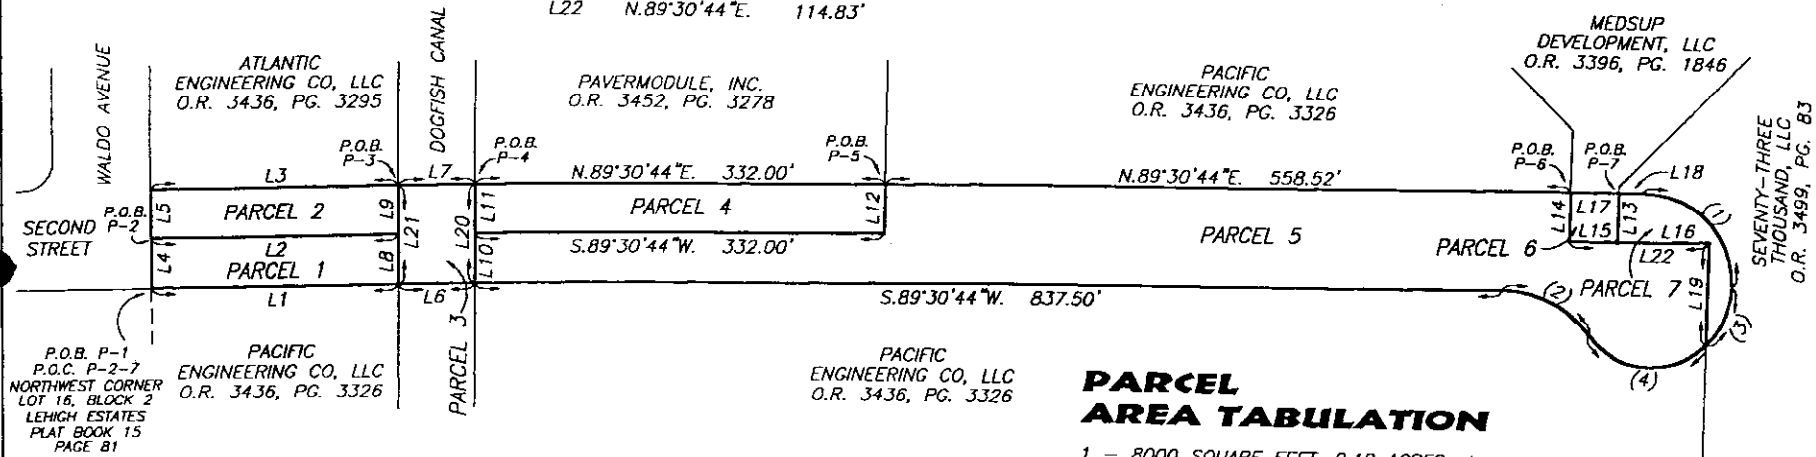 L22 N.89°30'44"E. 114.83'
WALDO AVENUE
ATLANTIC
ENGINEERING CO, LLC
O.R. 3436, PG. 3295
DOGFISH CANAL
PAVERMODULE, INC.
O.R. 3452, PG. 3278
PACIFIC
ENGINEERING CO, LLC
O.R. 3436, PG. 3326
MEDSUP
DEVELOPMENT, LLC
O.R. 3396, PG. 1846
SEVENTY-THREE
THOUSAND, LLC
O.R. 3499, PG. 83
P.O.B.
P-3
P.O.B.
P-4
P.O.B.
P-5
P.O.B.
P-6
P.O.B.
P-7
L3
L7
N.89°30'44"E. 332.00'
N.89°30'44"E. 558.52'
L18
SECOND
STREET
P.O.B.
P-2
L5
PARCEL 2
L9
L21
L20
L11
PARCEL 4
L12
PARCEL 5
L14
L17
L13
(1)
L2
S.89°30'44"W. 332.00'
PARCEL 6
L15
L16
L22
L4
PARCEL 1
L8
L10
L1
L6
S.89°30'44"W. 837.50'
(2)
PARCEL 7
L19
(3)
(4)
PARCEL 3
P.O.B. P-1
P.O.C. P-2-7
NORTHWEST CORNER
LOT 16, BLOCK 2
LEHIGH ESTATES
PLAT BOOK 15
PAGE 81
PACIFIC
ENGINEERING CO, LLC
O.R. 3436, PG. 3326
PACIFIC
ENGINEERING CO, LLC
O.R. 3436, PG. 3326
PARCEL
AREA TABULATION
1 – 8000 SQUARE FEET, 0.18 ACRES